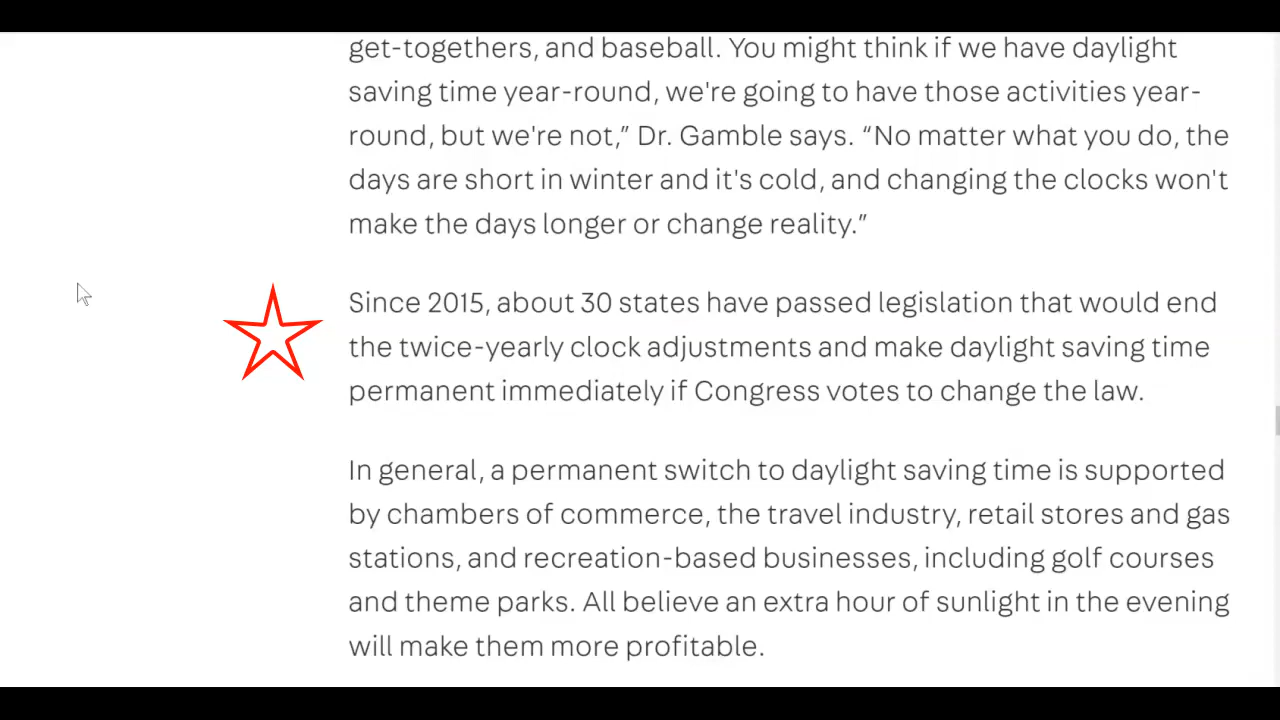 get-togethers, and baseball. You might think if we have daylight
saving time year-round, we're going to have those activities year-
round, but we're not,” Dr. Gamble says. “No matter what you do, the
days are short in winter and it's cold, and changing the clocks won't
make the days longer or change reality.”
Since 2015, about 30 states have passed legislation that would end
the twice-yearly clock adjustments and make daylight saving time
permanent immediately if Congress votes to change the law.
In general, a permanent switch to daylight saving time is supported
by chambers of commerce, the travel industry, retail stores and gas
stations, and recreation-based businesses, including golf courses
and theme parks. All believe an extra hour of sunlight in the evening
will make them more profitable.